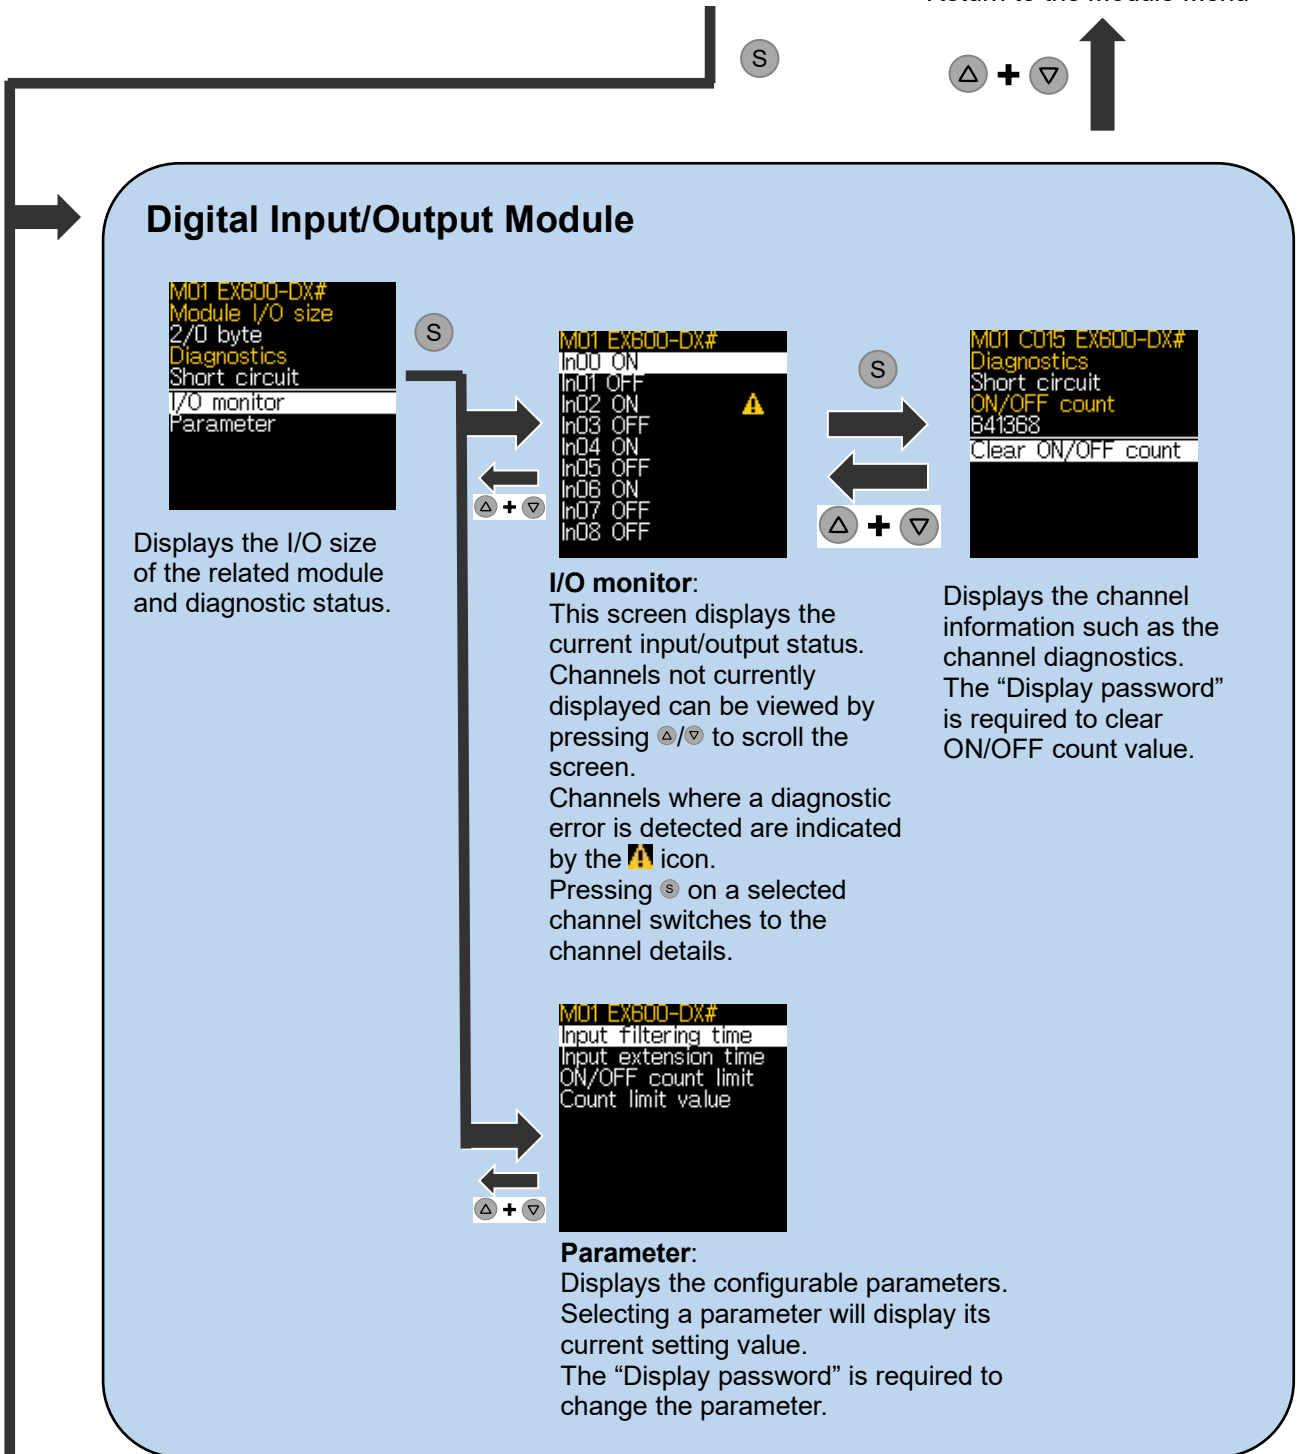 Return to the Module Menu
S
+
Digital Input/Output Module
M01 EX600-DX#
Module I/O size
2/0 byte
Diagnostics
Short circuit
I/O monitor
Parameter
S
Displays the I/O size
of the related module
and diagnostic status.
M01 EX600-DX#
In00 ON
In01 OFF
In02 ON
In03 OFF
In04 ON
In05 OFF
In06 ON
In07 OFF
In08 OFF
+
S
+
M01 C015 EX600-DX#
Diagnostics
Short circuit
ON/OFF count
641368
Clear ON/OFF count
I/O monitor:
This screen displays the
current input/output status.
Channels not currently
displayed can be viewed by
pressing △/▽ to scroll the
screen.
Channels where a diagnostic
error is detected are indicated
by the ⚠ icon.
Pressing S on a selected
channel switches to the
channel details.
Displays the channel
information such as the
channel diagnostics.
The “Display password”
is required to clear
ON/OFF count value.
M01 EX600-DX#
Input filtering time
Input extension time
ON/OFF count limit
Count limit value
+
Parameter:
Displays the configurable parameters.
Selecting a parameter will display its
current setting value.
The “Display password” is required to
change the parameter.